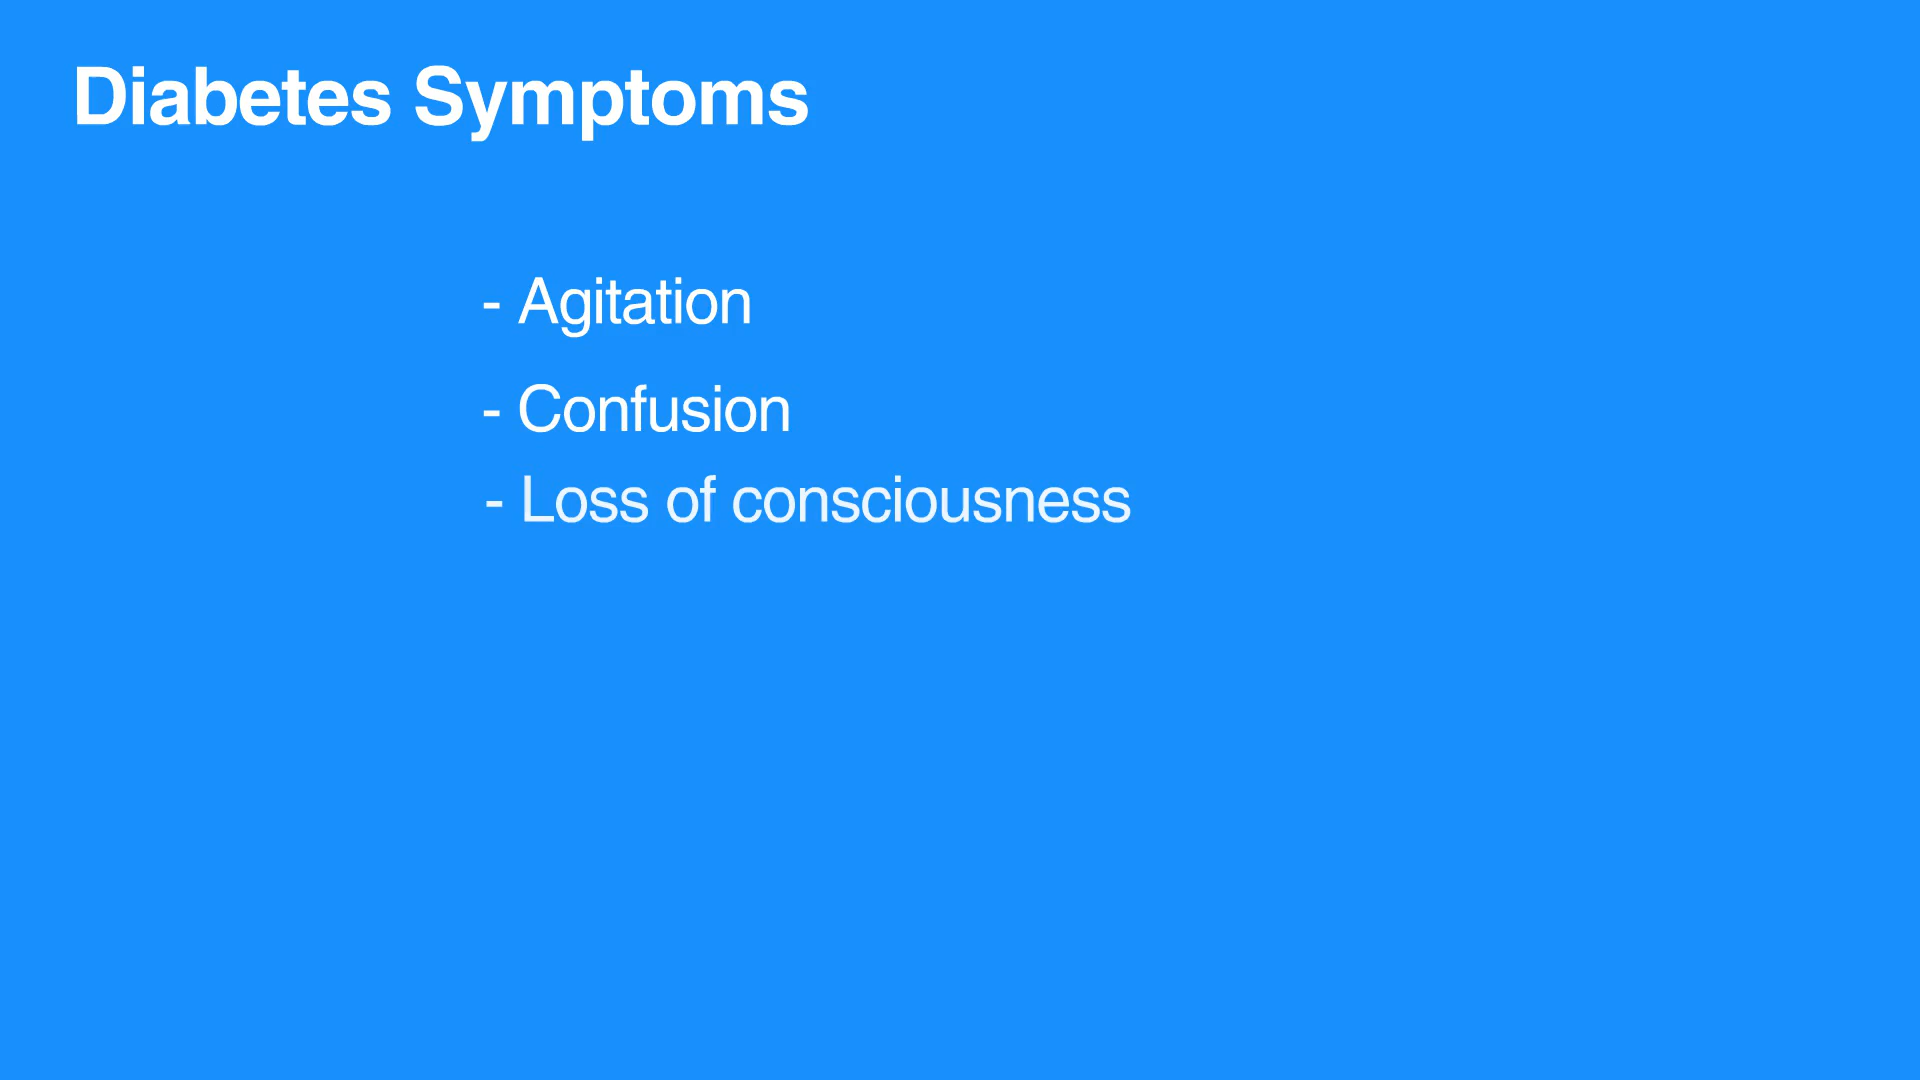 Diabetes Symptoms
- Agitation
- Confusion
- Loss of consciousness